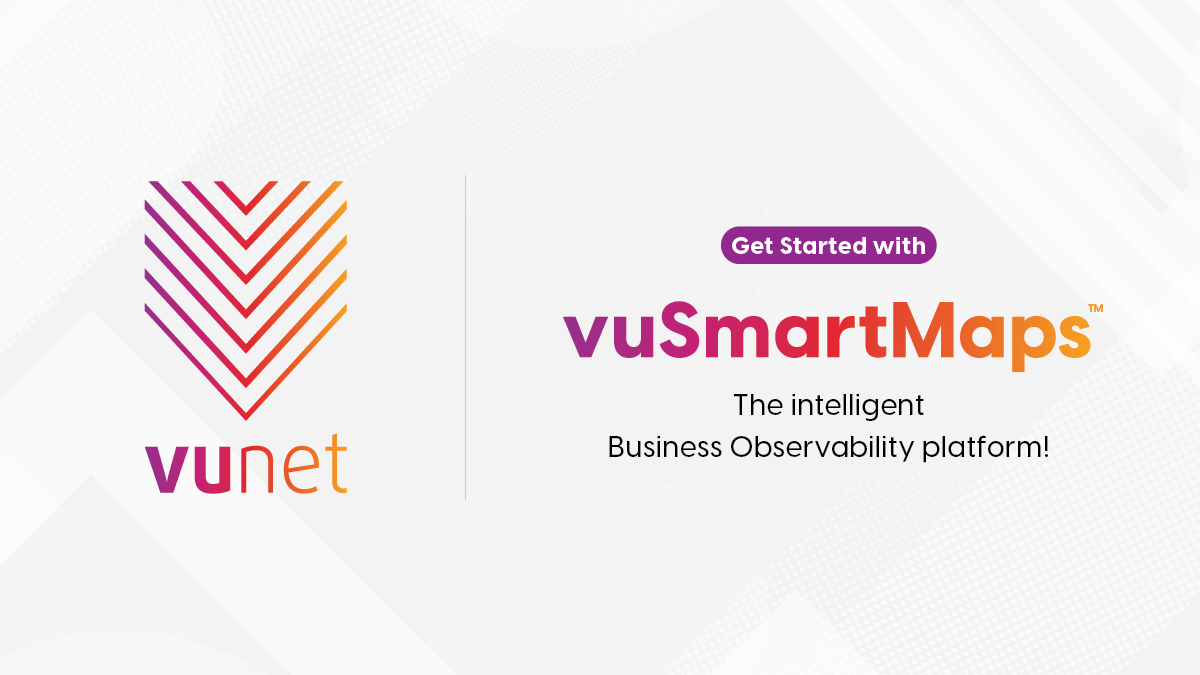 vunet
Get Started with
vuSmartMaps™
The intelligent
Business Observability platform!